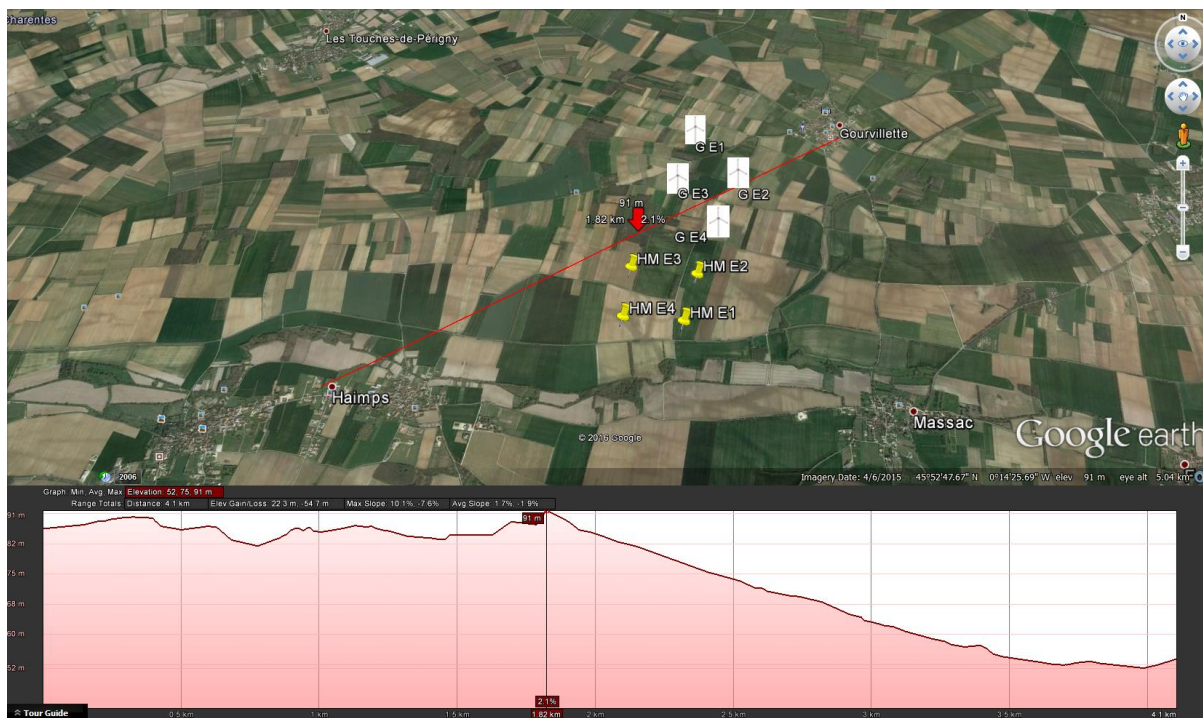 Charentes
Les Touches-de-Périgny
N
Gourvillette
G E1
G E3
G E2
91 m
1.82 km 2.1%
G E4
HM E3
HM E2
HM E4
HM E1
Haimps
Massac
© 2016 Google
Google earth
Fo
2006
Imagery Date: 4/6/2015 45°52'47.67" N 0°14'25.69" W elev 91 m eye alt 5.04 km
Graph: Min, Avg, Max Elevation: 52, 75, 91 m
Range Totals: Distance: 4.1 km Elev Gain/Loss: 22.3 m, -54.7 m Max Slope: 10.1%, -7.6% Avg Slope: 1.7%, -1.9%
91 m
91 m
82 m
75 m
68 m
60 m
52 m
2.1%
Tour Guide
0.5 km 1 km 1.5 km 1.82 km 2 km 2.5 km 3 km 3.5 km 4.1 km